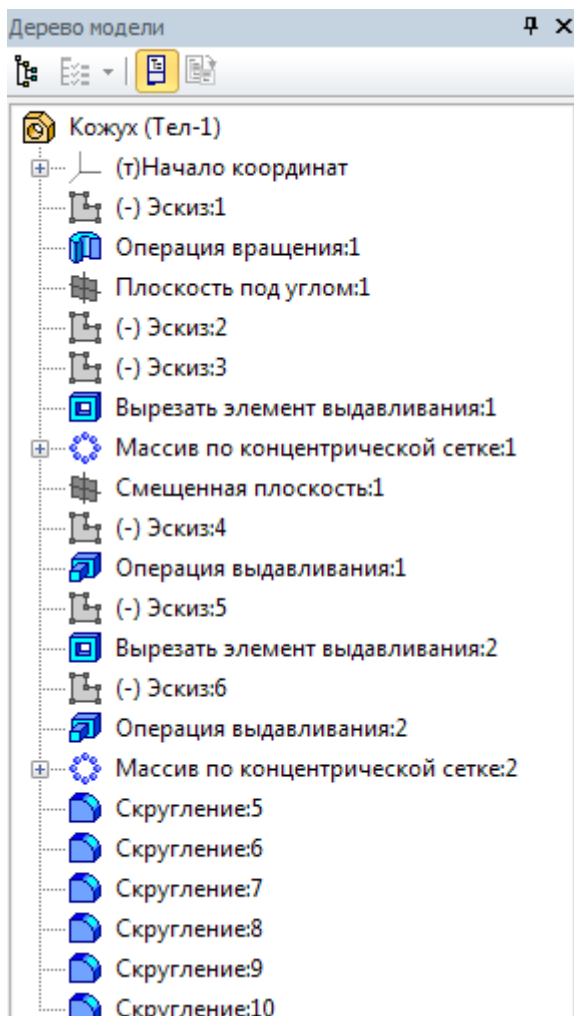 Дерево модели
Кожух (Тел-1)
(т)Начало координат
(-) Эскиз:1
Операция вращения:1
Плоскость под углом:1
(-) Эскиз:2
(-) Эскиз:3
Вырезать элемент выдавливания:1
Массив по концентрической сетке:1
Смещенная плоскость:1
(-) Эскиз:4
Операция выдавливания:1
(-) Эскиз:5
Вырезать элемент выдавливания:2
(-) Эскиз:6
Операция выдавливания:2
Массив по концентрической сетке:2
Скругление:5
Скругление:6
Скругление:7
Скругление:8
Скругление:9
Скругление:10